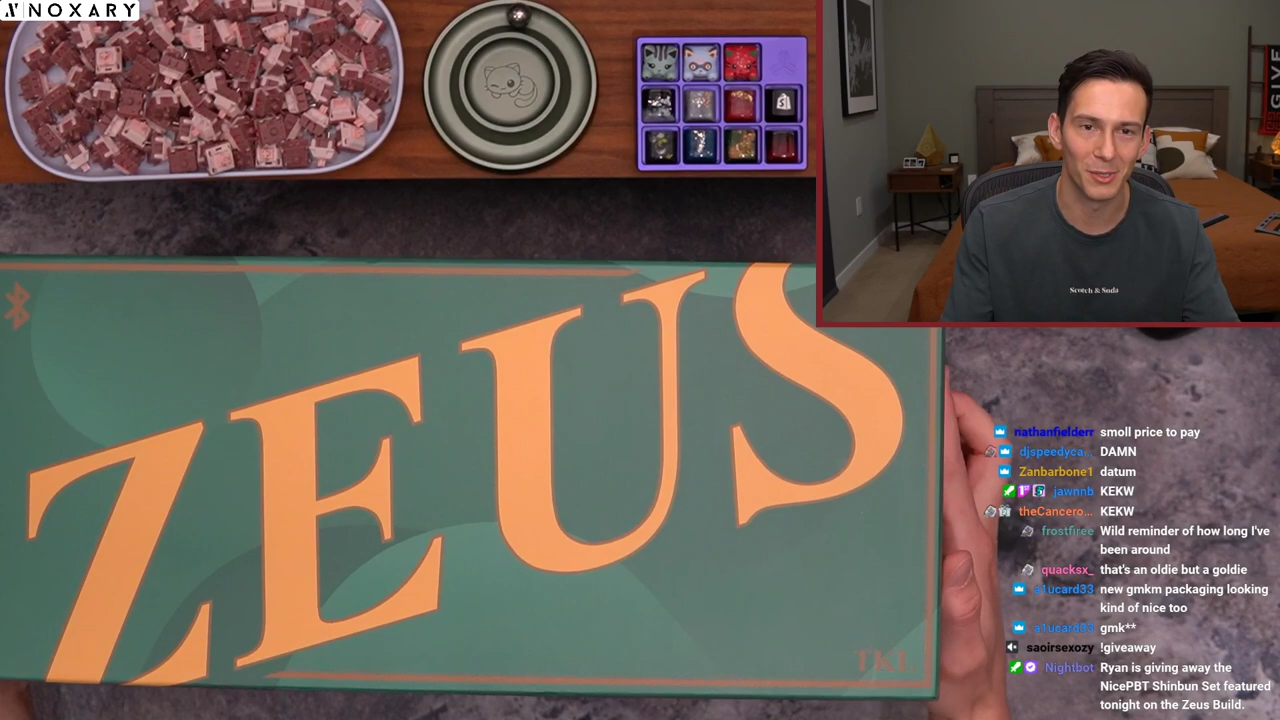 NOXARY
ZEUS
TKL
Scotch & Soda
nathanfielderr smoll price to pay
djspeedyca... DAMN
Zanbarbone1 datum
jawnnb KEKW
theCancero... KEKW
frostfiree Wild reminder of how long I've
been around
quacksx_ that's an oldie but a goldie
a1ucard33 new gmkm packaging looking
kind of nice too
a1ucard33 gmk**
saoirsexozy !giveaway
Nightbot Ryan is giving away the
NicePBT Shinbun Set featured
tonight on the Zeus Build.